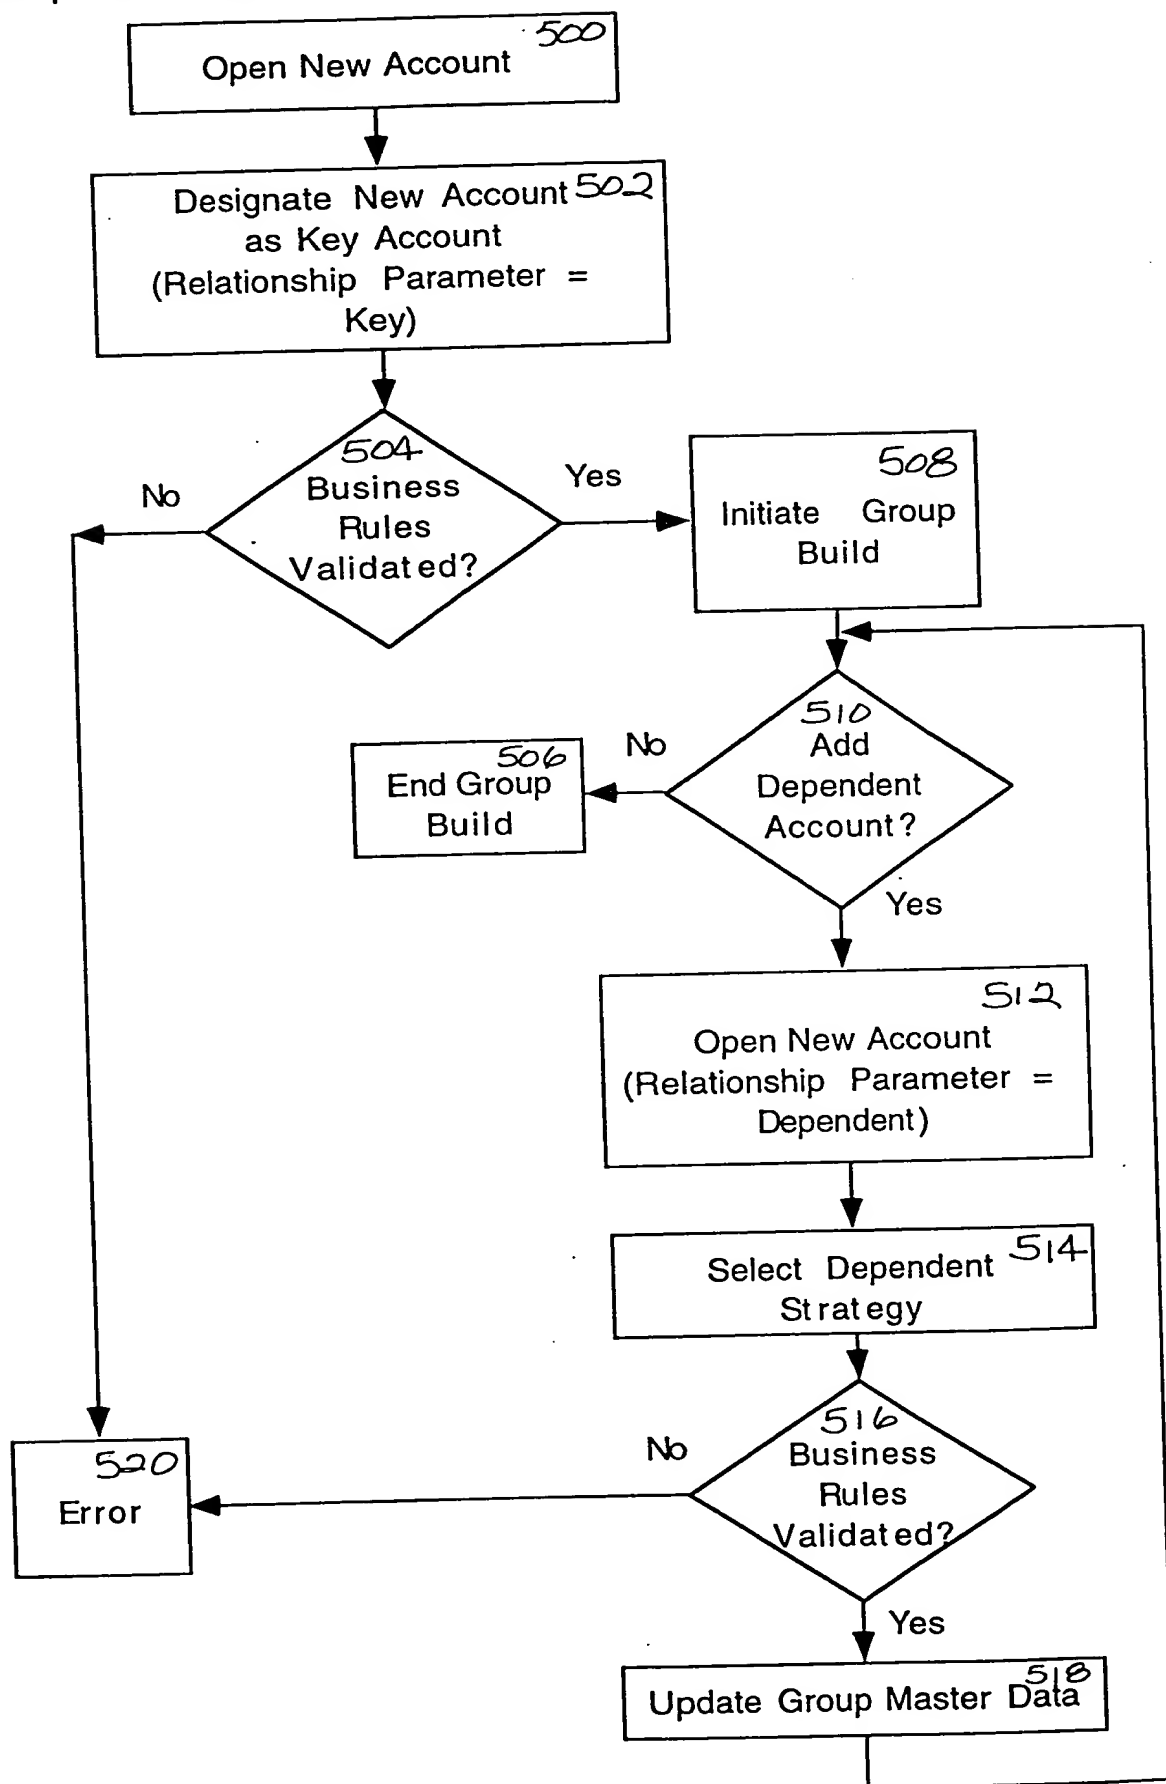 500
Open New Account
Designate New Account 502
as Key Account
(Relationship Parameter =
Key)
504
Business
Rules
Validated?
No
Yes
508
Initiate Group
Build
510
Add
Dependent
Account?
No
506
End Group
Build
Yes
512
Open New Account
(Relationship Parameter =
Dependent)
514
Select Dependent
Strategy
516
Business
Rules
Validated?
No
520
Error
Yes
518
Update Group Master Data